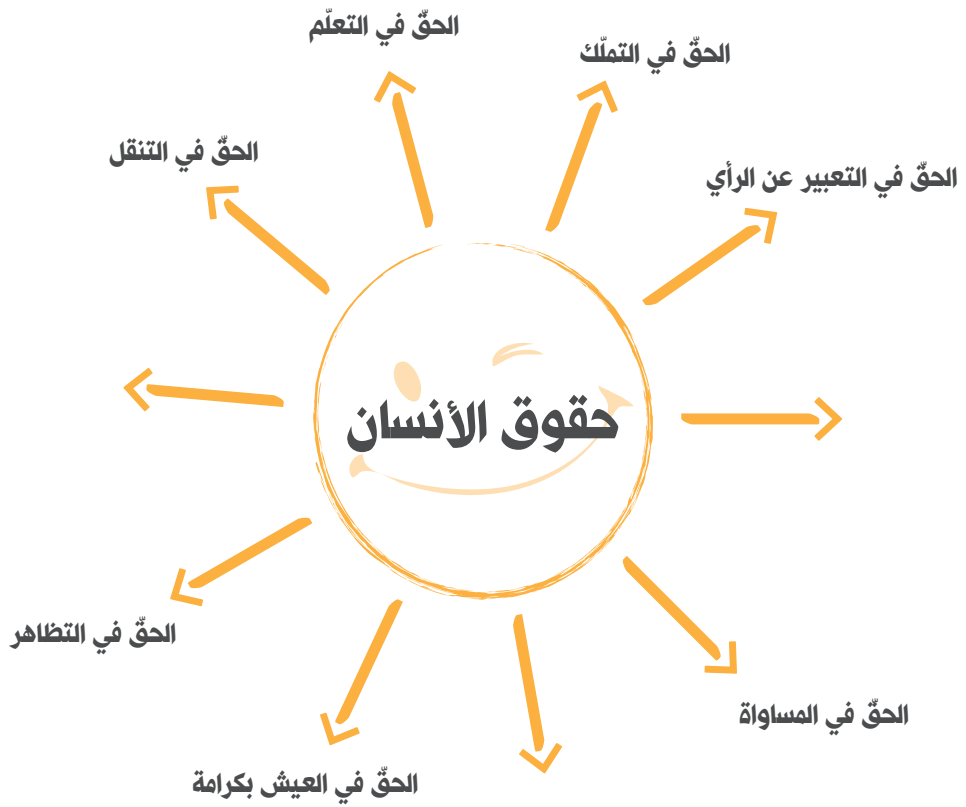 الحقّ في التعلّم
الحقّ في التملّك
الحقّ في التنقل
الحقّ في التعبير عن الرأي
حقوق الأنسان
الحقّ في التظاهر
الحقّ في المساواة
الحقّ في العيش بكرامة